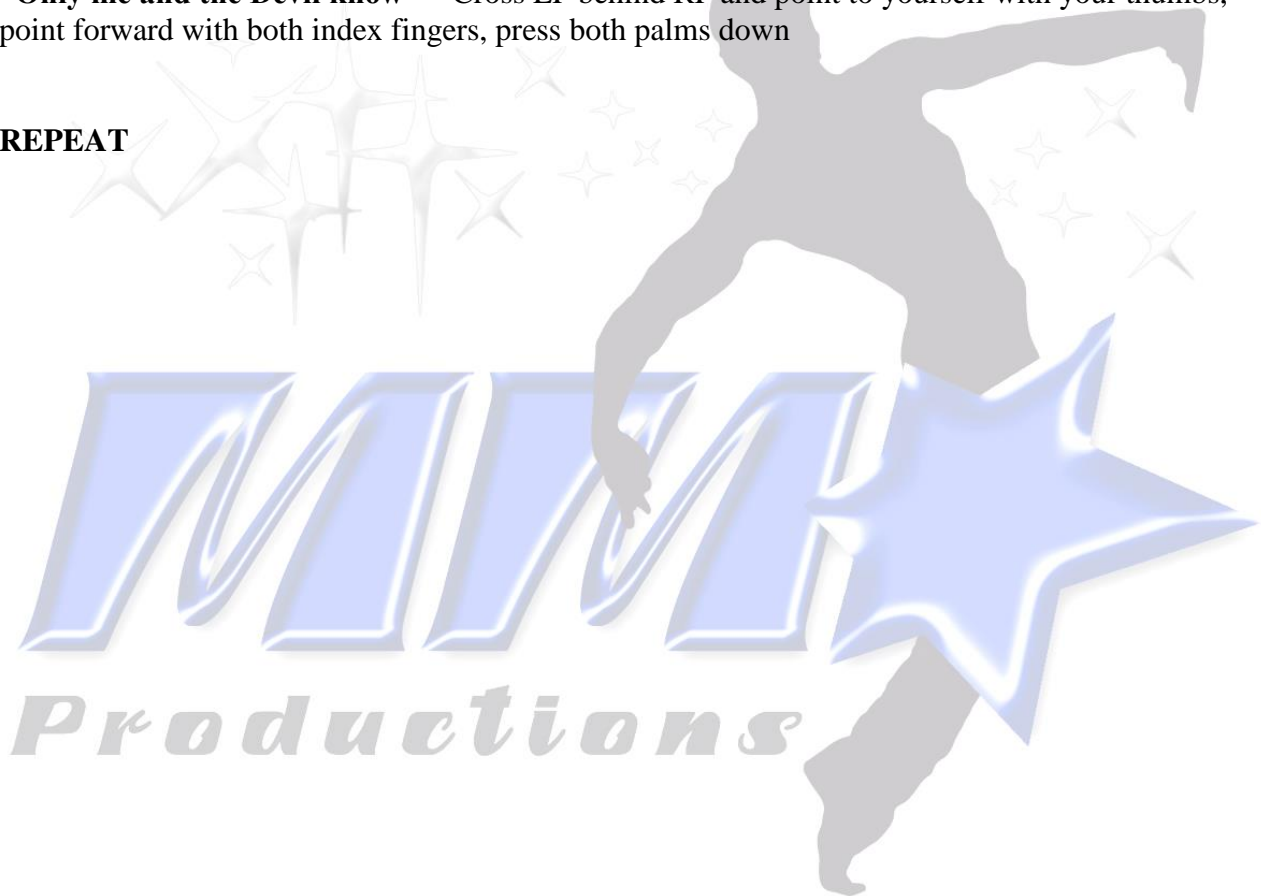 "Only me and the Devil know" – Cross LF behind RF and point to yourself with your thumbs,
point forward with both index fingers, press both palms down
REPEAT
MM
Productions